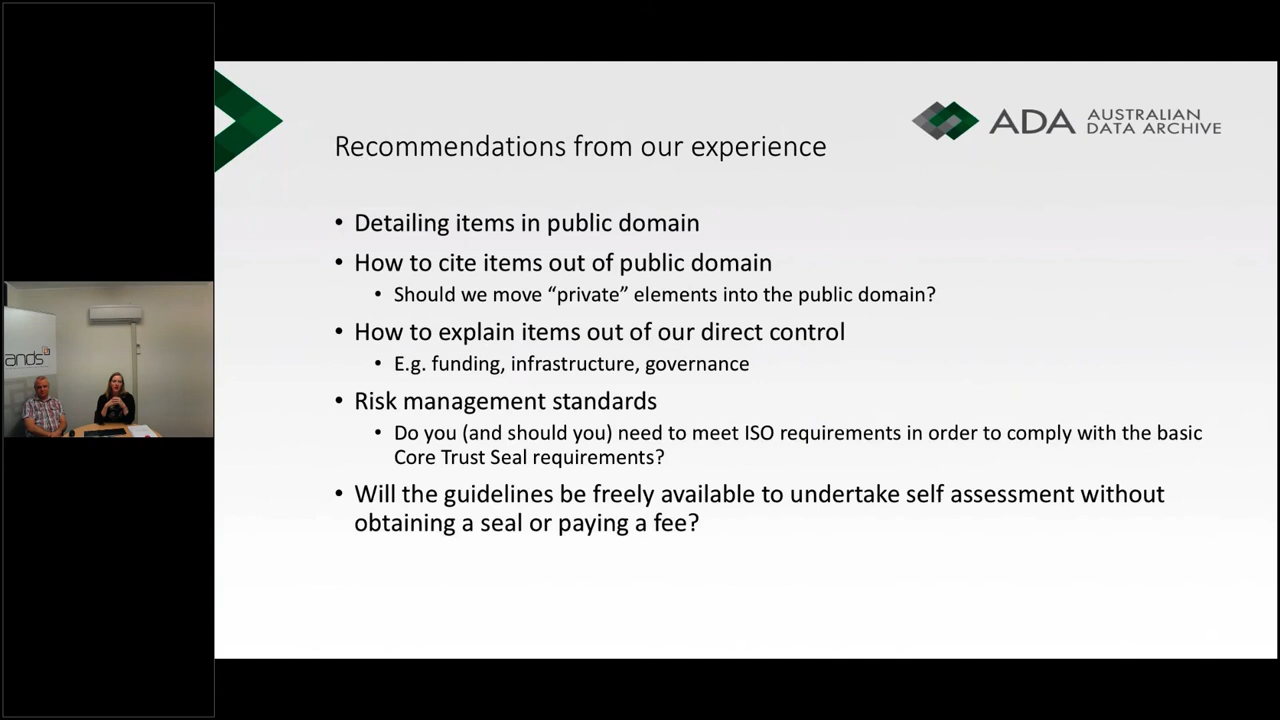 ADA AUSTRALIAN
DATA ARCHIVE
Recommendations from our experience
• Detailing items in public domain
• How to cite items out of public domain
• Should we move “private” elements into the public domain?
• How to explain items out of our direct control
• E.g. funding, infrastructure, governance
• Risk management standards
• Do you (and should you) need to meet ISO requirements in order to comply with the basic
Core Trust Seal requirements?
• Will the guidelines be freely available to undertake self assessment without
obtaining a seal or paying a fee?
ands